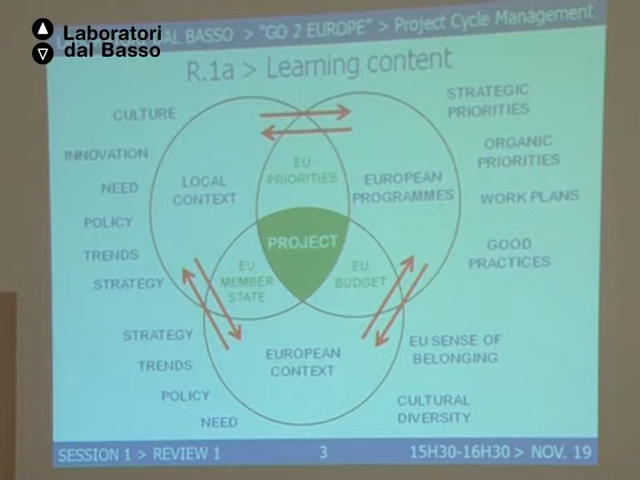 Laboratori
dal Basso
DAL BASSO > "GO 2 EUROPE" > Project Cycle Management
R.1a > Learning content
CULTURE
INNOVATION
NEED
POLICY
TRENDS
STRATEGY
STRATEGIC
PRIORITIES
ORGANIC
PRIORITIES
WORK PLANS
GOOD
PRACTICES
LOCAL
CONTEXT
EU
PRIORITIES
EUROPEAN
PROGRAMMES
PROJECT
EU
MEMBER
STATE
EU
BUDGET
EUROPEAN
CONTEXT
STRATEGY
TRENDS
POLICY
NEED
EU SENSE OF
BELONGING
CULTURAL
DIVERSITY
SESSION 1 > REVIEW 1
3
15H30-16H30 > NOV. 19